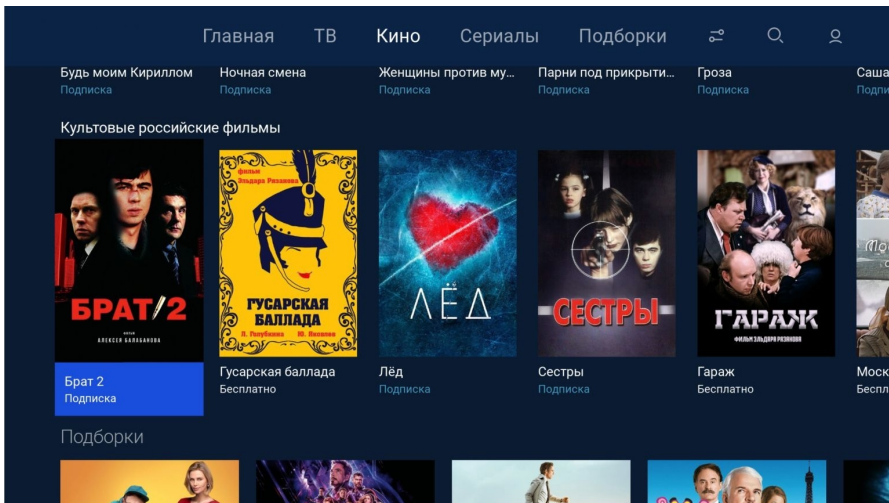 Главная ТВ Кино Сериалы Подборки
Будь моим Кириллом Ночная смена Женщины против му... Парни под прикрыти... Гроза Саша
Подписка Подписка Подписка Подписка Подписка
Культовые российские фильмы
БРАТ 2
ФИЛЬМ
АЛЕКСЕЯ БАЛАБАНОВА
фильм
Эльдара Рязанова
ГУСАРСКАЯ
БАЛЛАДА
Л. Голубкина Ю. Яковлев
ЛЁД
СЕСТРЫ
ГАРАЖ
ФИЛЬМ ЭЛЬДАРА РЯЗАНОВА
Брат 2 Гусарская баллада Лёд Сестры Гараж Моск
Подписка Бесплатно Подписка Подписка Бесплатно Беспл
Подборки